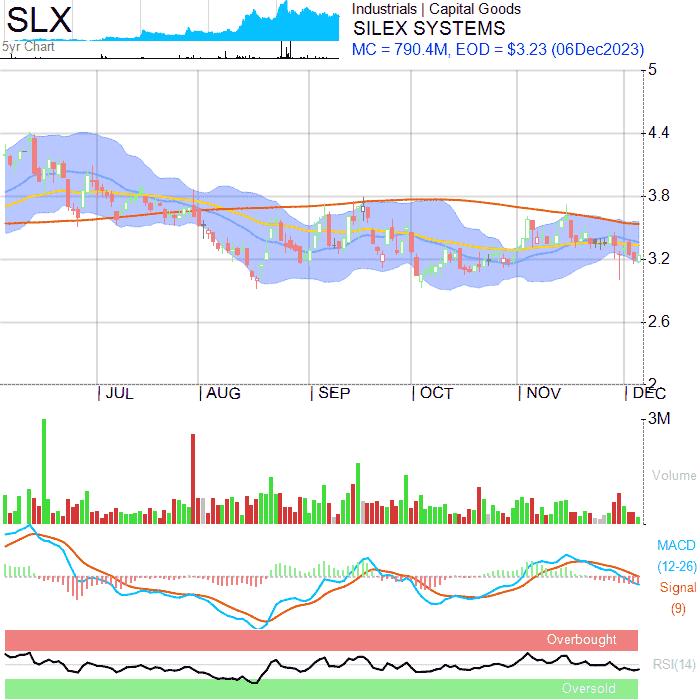 SLX
5yr Chart
Industrials | Capital Goods
SILEX SYSTEMS
MC = 790.4M, EOD = $3.23 (06Dec2023)
5
4.4
3.8
3.2
2.6
2
JUL
AUG
SEP
OCT
NOV
DEC
3M
Volume
MACD
(12-26)
Signal
(9)
Overbought
RSI(14)
Oversold